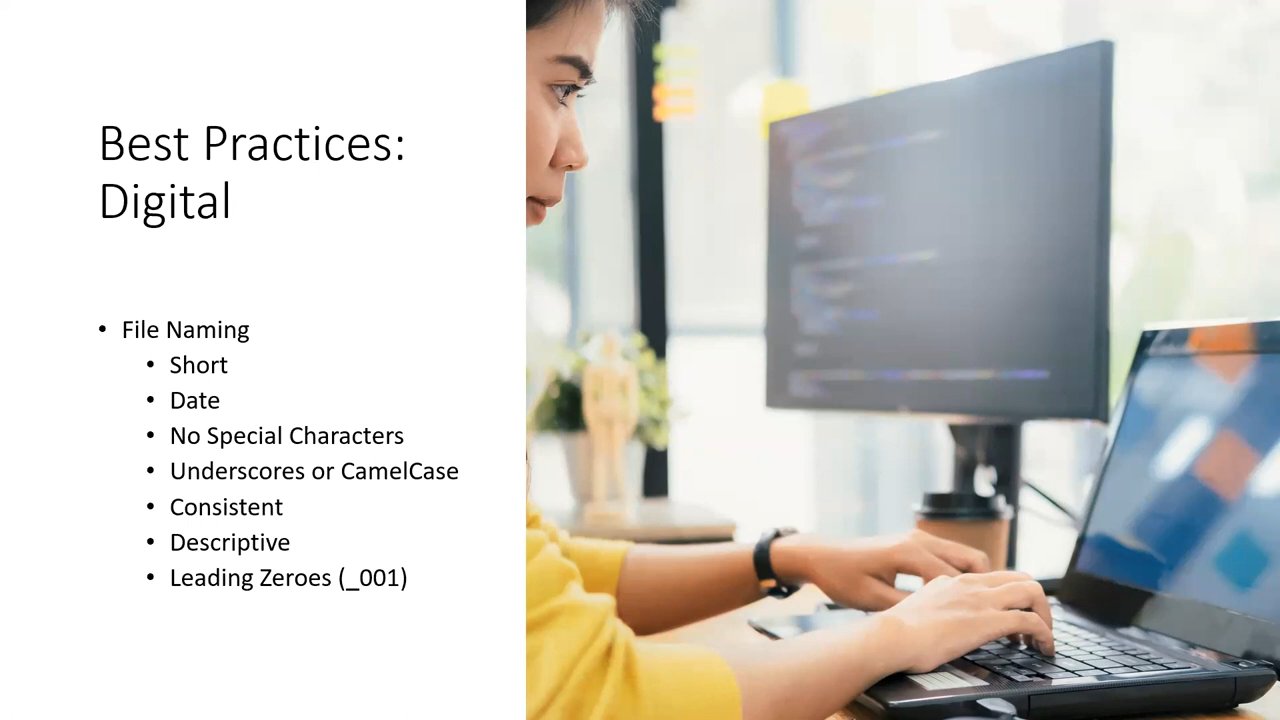 Best Practices:
Digital
• File Naming
• Short
• Date
• No Special Characters
• Underscores or CamelCase
• Consistent
• Descriptive
• Leading Zeroes (_001)